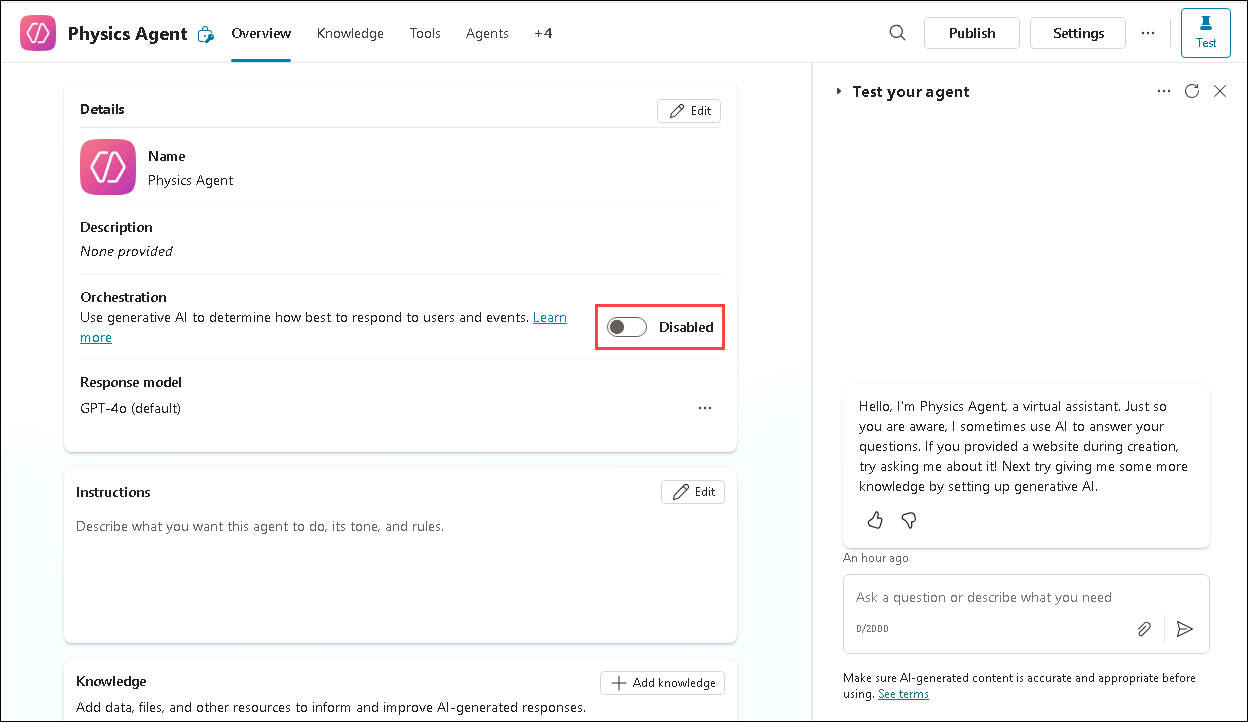 Physics Agent
Overview
Knowledge
Tools
Agents
+4
Publish
Settings
Test
Details
Edit
Name
Physics Agent
Description
None provided
Orchestration
Use generative AI to determine how best to respond to users and events. Learn
more
Disabled
Response model
GPT-4o (default)
Instructions
Edit
Describe what you want this agent to do, its tone, and rules.
Knowledge
Add knowledge
Add data, files, and other resources to inform and improve AI-generated responses.
Test your agent
Hello, I'm Physics Agent, a virtual assistant. Just so
you are aware, I sometimes use AI to answer your
questions. If you provided a website during creation,
try asking me about it! Next try giving me some more
knowledge by setting up generative AI.
An hour ago
Ask a question or describe what you need
0/2000
Make sure AI-generated content is accurate and appropriate before
using. See terms